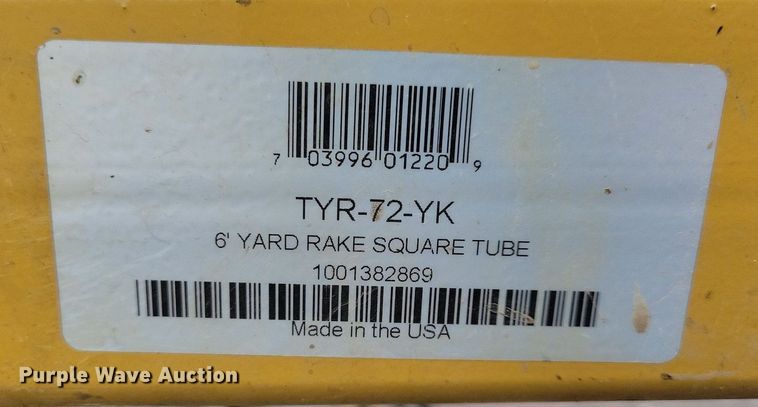 7 03996 01220 9
TYR-72-YK
6' YARD RAKE SQUARE TUBE
1001382869
Made in the USA
Purple Wave Auction